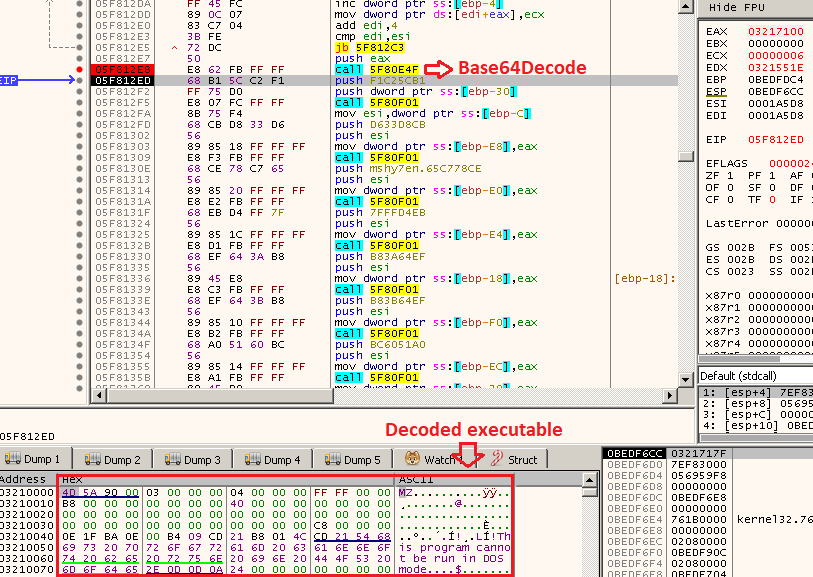 Hide FPU
05F812DA FF 45 FC inc dword ptr ss:[ebp-4]
05F812DD 89 0C 07 mov dword ptr ds:[edi+eax],ecx
05F812E0 83 C7 04 add edi,4
05F812E3 3B FE cmp edi,esi
05F812E5 72 DC jb 5F812C3
05F812E7 50 push eax
05F812E8 E8 62 FB FF FF call 5F80E4F Base64Decode
EIP 05F812ED 68 B1 5C C2 F1 push F1C25CB1
05F812F2 FF 75 D0 push dword ptr ss:[ebp-30]
05F812F5 E8 07 FC FF FF call 5F80F01
05F812FA 8B 75 F4 mov esi,dword ptr ss:[ebp-C]
05F812FD 68 CB D8 33 D6 push D633D8CB
05F81302 56 push esi
05F81303 89 85 18 FF FF FF mov dword ptr ss:[ebp-E8],eax
05F81309 E8 F3 FB FF FF call 5F80F01
05F8130E 68 CE 78 C7 65 push mshy7en.65C778CE
05F81313 56 push esi
05F81314 89 85 20 FF FF FF mov dword ptr ss:[ebp-E0],eax
05F8131A E8 E2 FB FF FF call 5F80F01
05F8131F 68 EB D4 FF 7F push 7FFFD4EB
05F81324 56 push esi
05F81325 89 85 1C FF FF FF mov dword ptr ss:[ebp-E4],eax
05F8132B E8 D1 FB FF FF call 5F80F01
05F81330 68 EF 64 3A B8 push B83A64EF
05F81335 56 push esi
05F81336 89 45 E8 mov dword ptr ss:[ebp-18],eax [ebp-18]:
05F81339 E8 C3 FB FF FF call 5F80F01
05F8133E 68 EF 64 3B B8 push B83B64EF
05F81343 56 push esi
05F81344 89 85 10 FF FF FF mov dword ptr ss:[ebp-F0],eax
05F8134A E8 B2 FB FF FF call 5F80F01
05F8134F 68 A0 51 60 BC push BC6051A0
05F81354 56 push esi
05F81355 89 85 14 FF FF FF mov dword ptr ss:[ebp-EC],eax
05F8135B E8 A1 FB FF FF call 5F80F01
EAX 03217100
EBX 00000000
ECX 00000006
EDX 0321551E
EBP 0BEDFDC4
ESP 0BEDF6CC
ESI 0001A5D8
EDI 0001A5D8
EIP 05F812ED
EFLAGS
ZF 1 PF 1 AF
OF 0 SF 0 DF
CF 0 TF 0 IF
LastError
GS 002B FS
ES 002B DS
CS 0023 SS
x87r0
x87r1
x87r2
x87r3
x87r4
Default (stdcall)
1: [esp+4]
2: [esp+8]
3: [esp+C]
4: [esp+10]
05F812ED
Decoded executable
Dump 1 Dump 2 Dump 3 Dump 4 Dump 5 Watch Struct
Address Hex ASCII
03210000 4D 5A 90 00 03 00 00 00 04 00 00 00 FF FF 00 00 MZ..........ÿÿ..
03210010 B8 00 00 00 00 00 00 00 40 00 00 00 00 00 00 00 ¸.......@.......
03210020 00 00 00 00 00 00 00 00 00 00 00 00 00 00 00 00 ................
03210030 00 00 00 00 00 00 00 00 00 00 00 00 C8 00 00 00 ............È...
03210040 0E 1F BA 0E 00 B4 09 CD 21 B8 01 4C CD 21 54 68 ..º..´.Í!¸.LÍ!Th
03210050 69 73 20 70 72 6F 67 72 61 6D 20 63 61 6E 6E 6F is program canno
03210060 74 20 62 65 20 72 75 6E 20 69 6E 20 44 4F 53 20 t be run in DOS
03210070 6D 6F 64 65 2E 0D 0D 0A 24 00 00 00 00 00 00 00 mode....$.......
0BEDF6CC 0321717F
0BEDF6D0 7EF83000
0BEDF6D4 056959F8
0BEDF6D8 00000000
0BEDF6DC 0BEDF6E8
0BEDF6E0 00000000
0BEDF6E4 761B0000 kernel32.76
0BEDF6E8 00000000
0BEDF6EC 02080000
0BEDF6F0 0BEDF90C
0BEDF6F4 02080000
0BEDF6F8